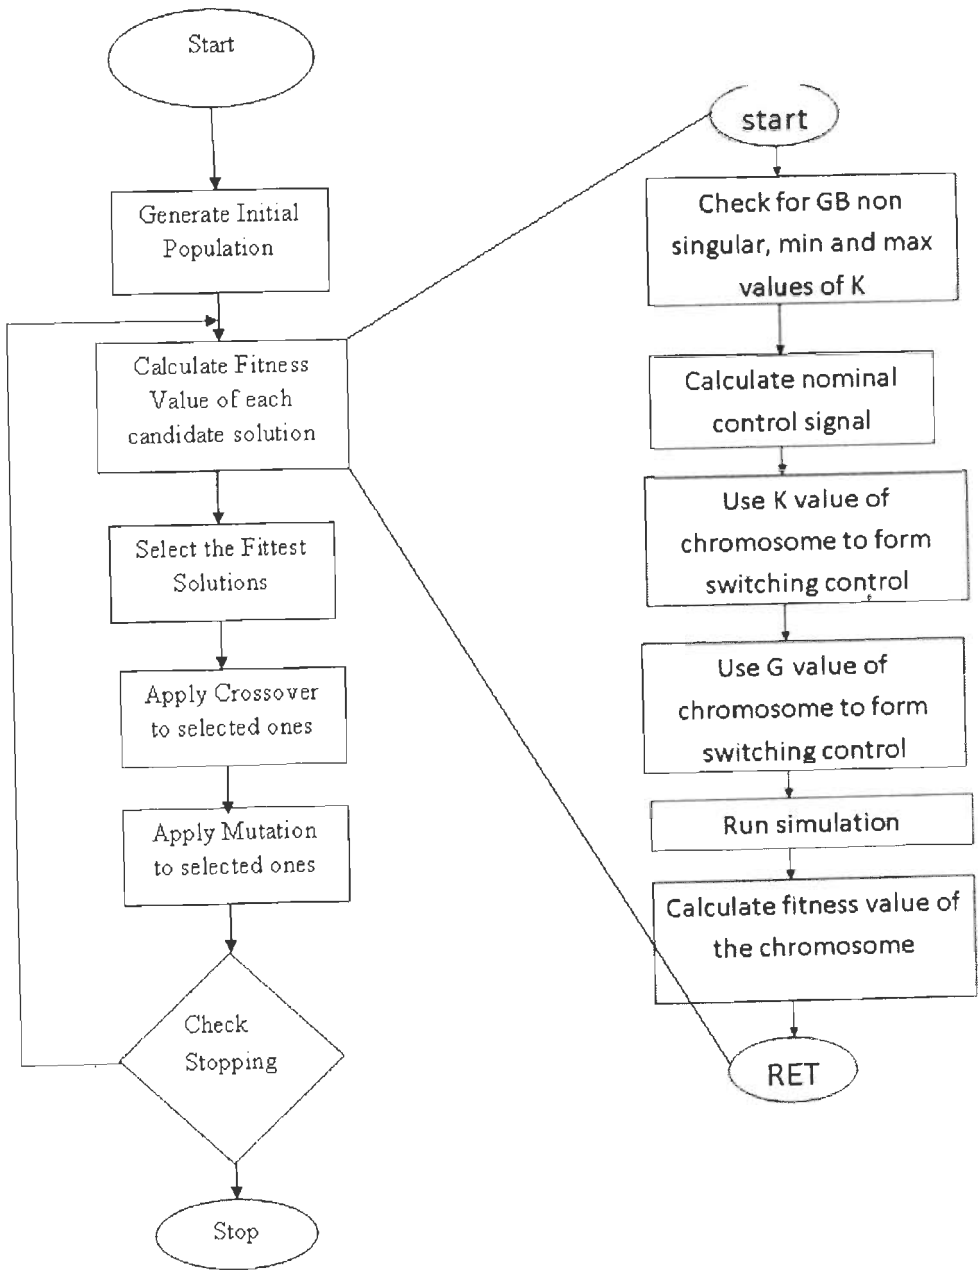 Start
Generate Initial
Population
Calculate Fitness
Value of each
candidate solution
Select the Fittest
Solutions
Apply Crossover
to selected ones
Apply Mutation
to selected ones
Check
Stopping
Stop
start
Check for GB non
singular, min and max
values of K
Calculate nominal
control signal
Use K value of
chromosome to form
switching control
Use G value of
chromosome to form
switching control
Run simulation
Calculate fitness value of
the chromosome
RET